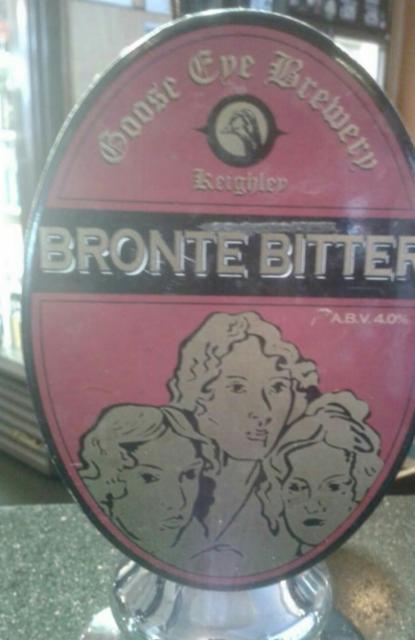 Goose Eye Brewery
Keighley
BRONTE BITTER
A.B.V. 4.0%